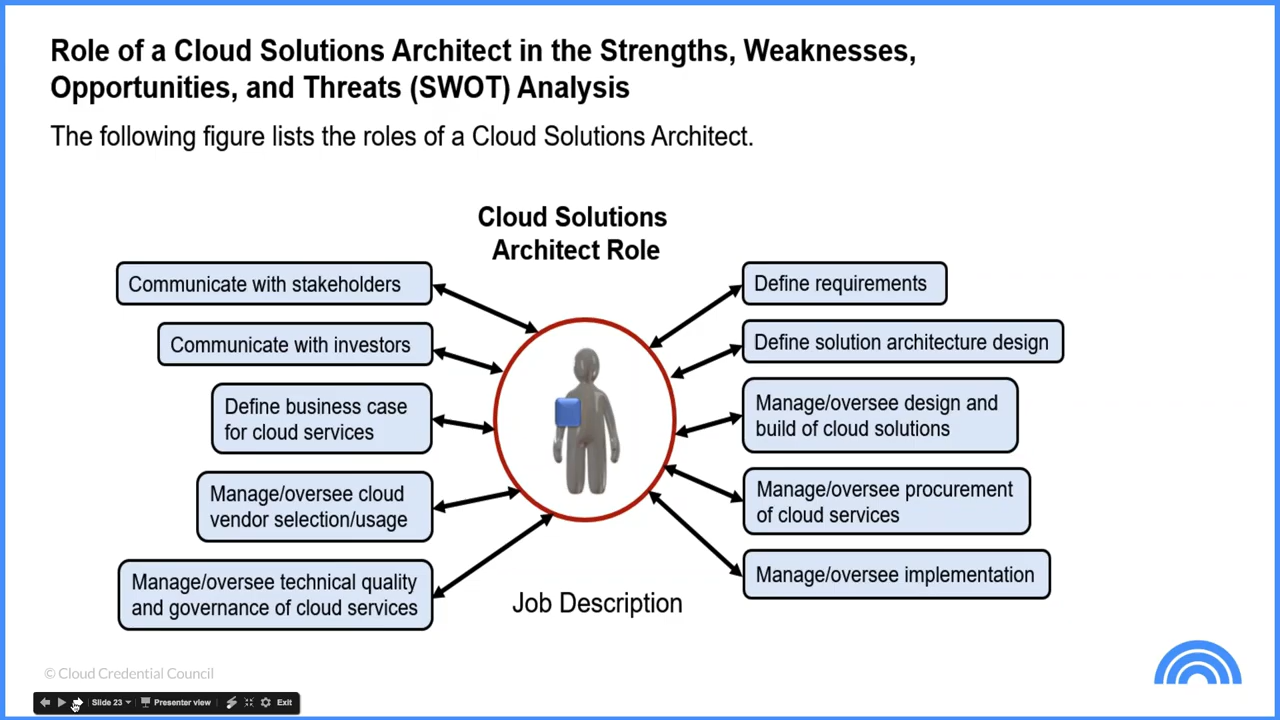 Role of a Cloud Solutions Architect in the Strengths, Weaknesses,
Opportunities, and Threats (SWOT) Analysis
The following figure lists the roles of a Cloud Solutions Architect.
Cloud Solutions
Architect Role
Communicate with stakeholders
Communicate with investors
Define business case
for cloud services
Manage/oversee cloud
vendor selection/usage
Manage/oversee technical quality
and governance of cloud services
Define requirements
Define solution architecture design
Manage/oversee design and
build of cloud solutions
Manage/oversee procurement
of cloud services
Manage/oversee implementation
Job Description
© Cloud Credential Council
Slide 23 Presenter view Exit